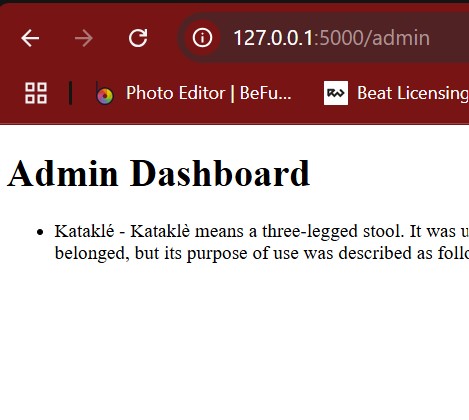 127.0.0.1:5000/admin
Photo Editor | BeFu...
Beat Licensing
Admin Dashboard
Kataklé - Kataklè means a three-legged stool. It was u
belonged, but its purpose of use was described as follo